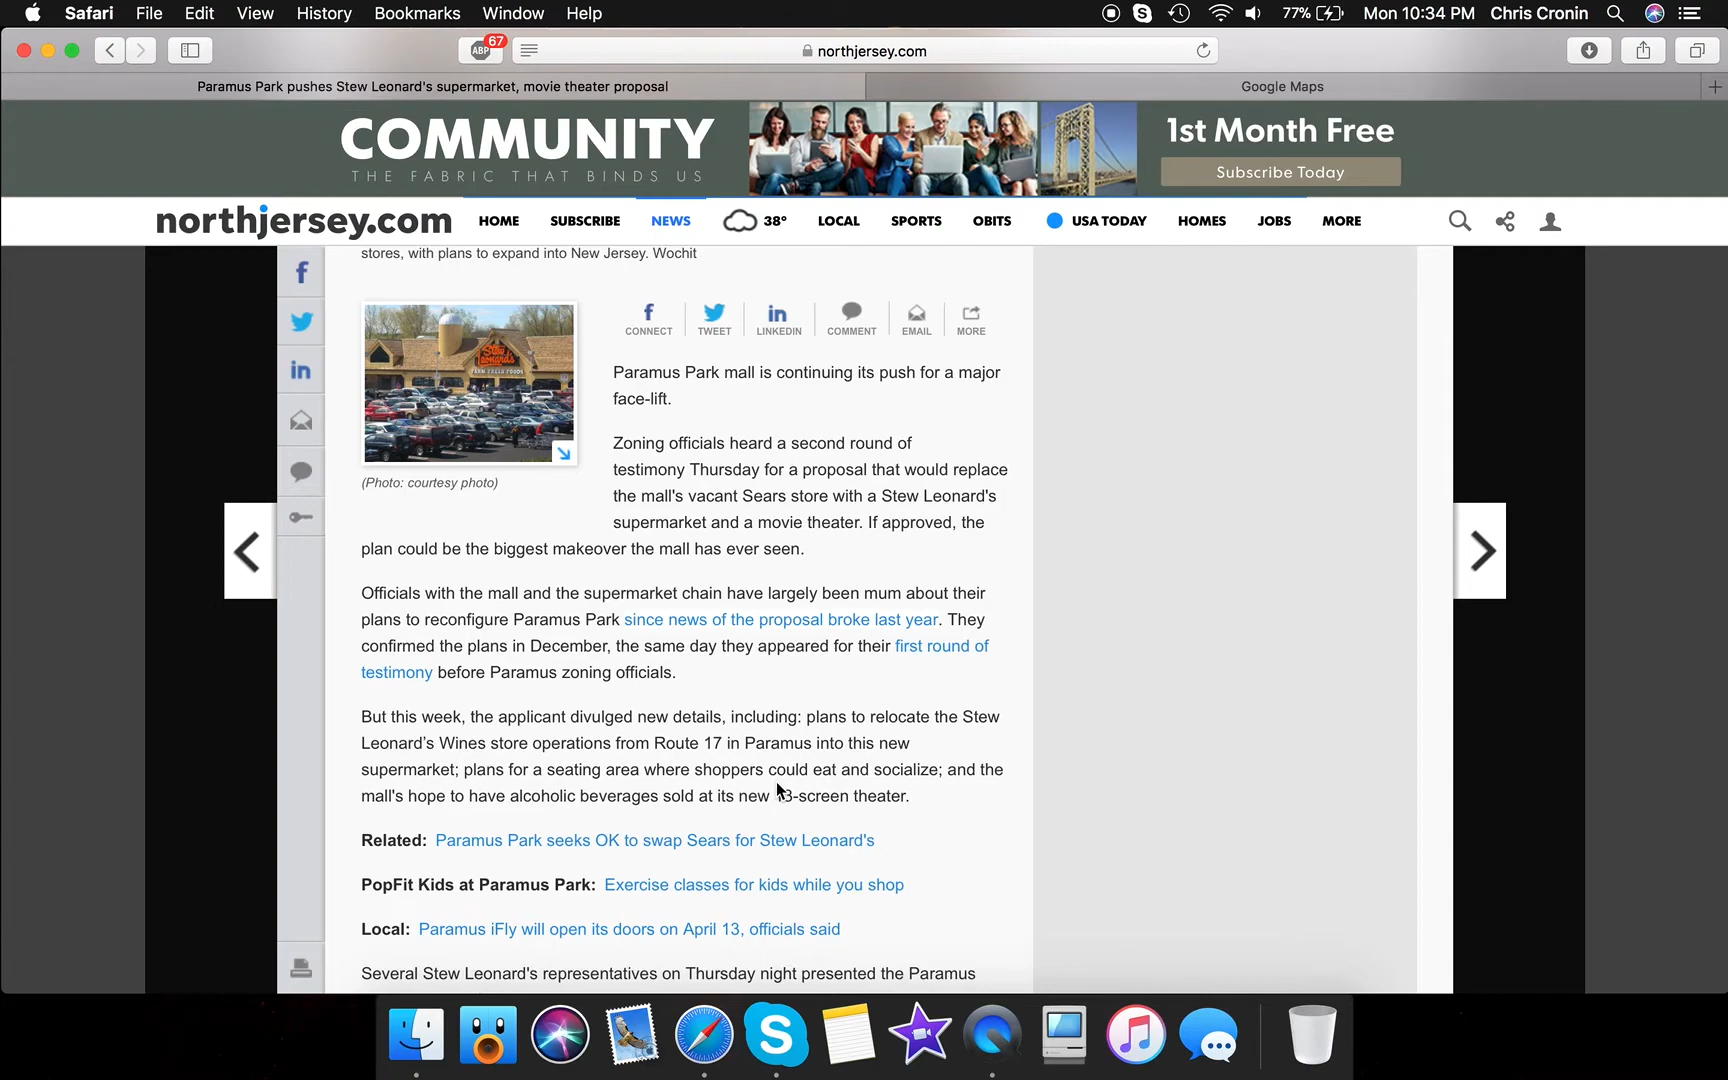 Safari File Edit View History Bookmarks Window Help 77% Mon 10:34 PM Chris Cronin
ABP 67 northjersey.com
Paramus Park pushes Stew Leonard's supermarket, movie theater proposal Google Maps
COMMUNITY 1st Month Free
THE FABRIC THAT BINDS US Subscribe Today
northjersey.com HOME SUBSCRIBE NEWS 38° LOCAL SPORTS OBITS USA TODAY HOMES JOBS MORE
stores, with plans to expand into New Jersey. Wochit
Stew Leonard's
FARM FRESH FOODS
(Photo: courtesy photo)
CONNECT TWEET LINKEDIN COMMENT EMAIL MORE
Paramus Park mall is continuing its push for a major
face-lift.
Zoning officials heard a second round of
testimony Thursday for a proposal that would replace
the mall's vacant Sears store with a Stew Leonard's
supermarket and a movie theater. If approved, the
plan could be the biggest makeover the mall has ever seen.
Officials with the mall and the supermarket chain have largely been mum about their
plans to reconfigure Paramus Park since news of the proposal broke last year. They
confirmed the plans in December, the same day they appeared for their first round of
testimony before Paramus zoning officials.
But this week, the applicant divulged new details, including: plans to relocate the Stew
Leonard’s Wines store operations from Route 17 in Paramus into this new
supermarket; plans for a seating area where shoppers could eat and socialize; and the
mall's hope to have alcoholic beverages sold at its new 13-screen theater.
Related: Paramus Park seeks OK to swap Sears for Stew Leonard's
PopFit Kids at Paramus Park: Exercise classes for kids while you shop
Local: Paramus iFly will open its doors on April 13, officials said
Several Stew Leonard's representatives on Thursday night presented the Paramus